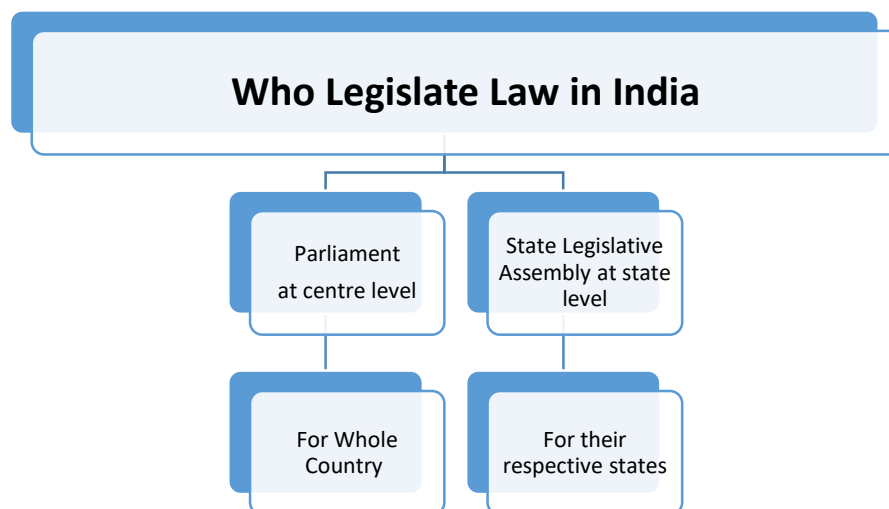 Who Legislate Law in India
Parliament
at centre level
State Legislative
Assembly at state
level
For Whole
Country
For their
respective states